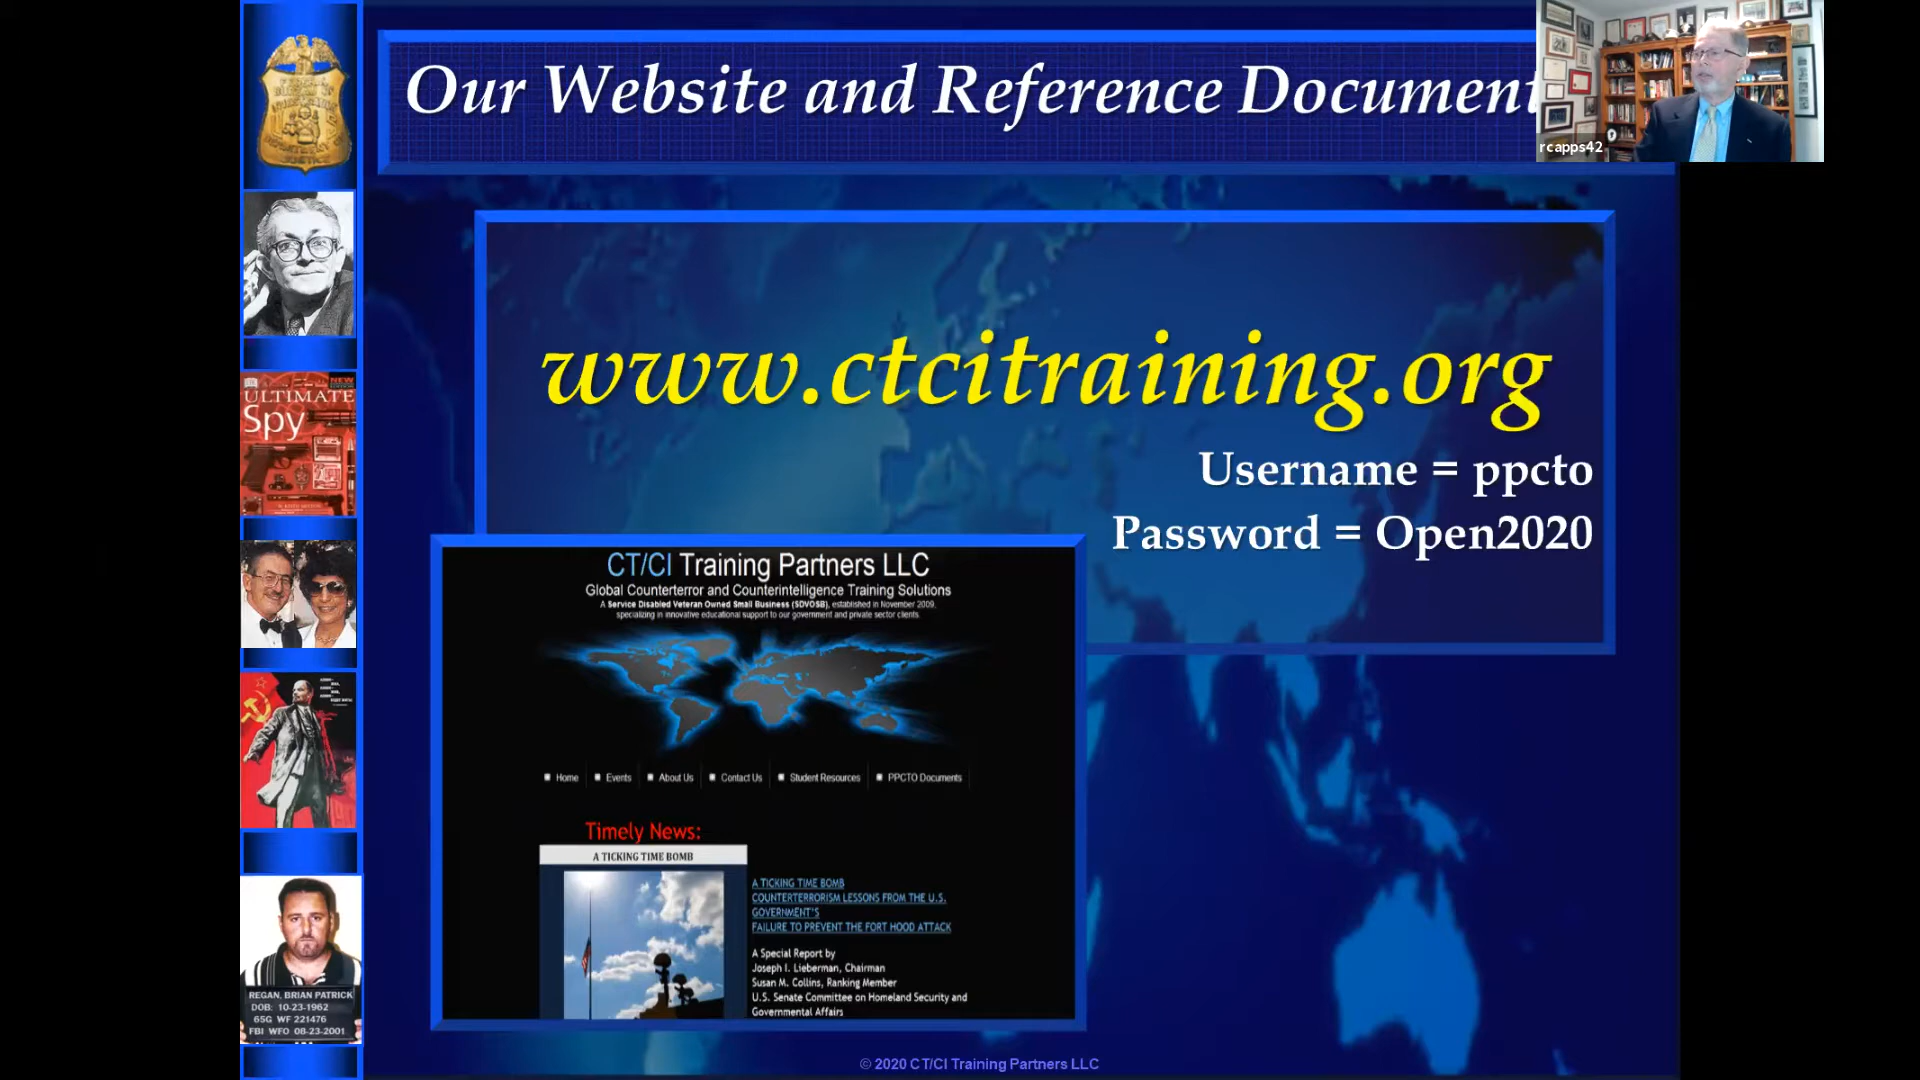 Our Website and Reference Document
rcapps42
www.ctcitraining.org
Username = ppcto
Password = Open2020
NEW
ULTIMATE
Spy
REGAN, BRIAN PATRICK
DOB: 10-23-1962
65G WF 221476
FBI WFO 08-23-2001
CT/CI Training Partners LLC
Global Counterterror and Counterintelligence Training Solutions
A Service Disabled Veteran Owned Small Business (SDVOSB), established in November 2009,
specializing in innovative educational support to our government and private sector clients.
Home Events About Us Contact Us Student Resources PPCTO Documents
Timely News:
A TICKING TIME BOMB
A TICKING TIME BOMB
COUNTERTERRORISM LESSONS FROM THE U.S.
GOVERNMENT'S
FAILURE TO PREVENT THE FORT HOOD ATTACK
A Special Report by
Joseph I. Lieberman, Chairman
Susan M. Collins, Ranking Member
U.S. Senate Committee on Homeland Security and
Governmental Affairs
© 2020 CT/CI Training Partners LLC